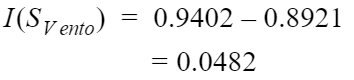 I(S_Vento) = 0.9402 – 0.8921
= 0.0482